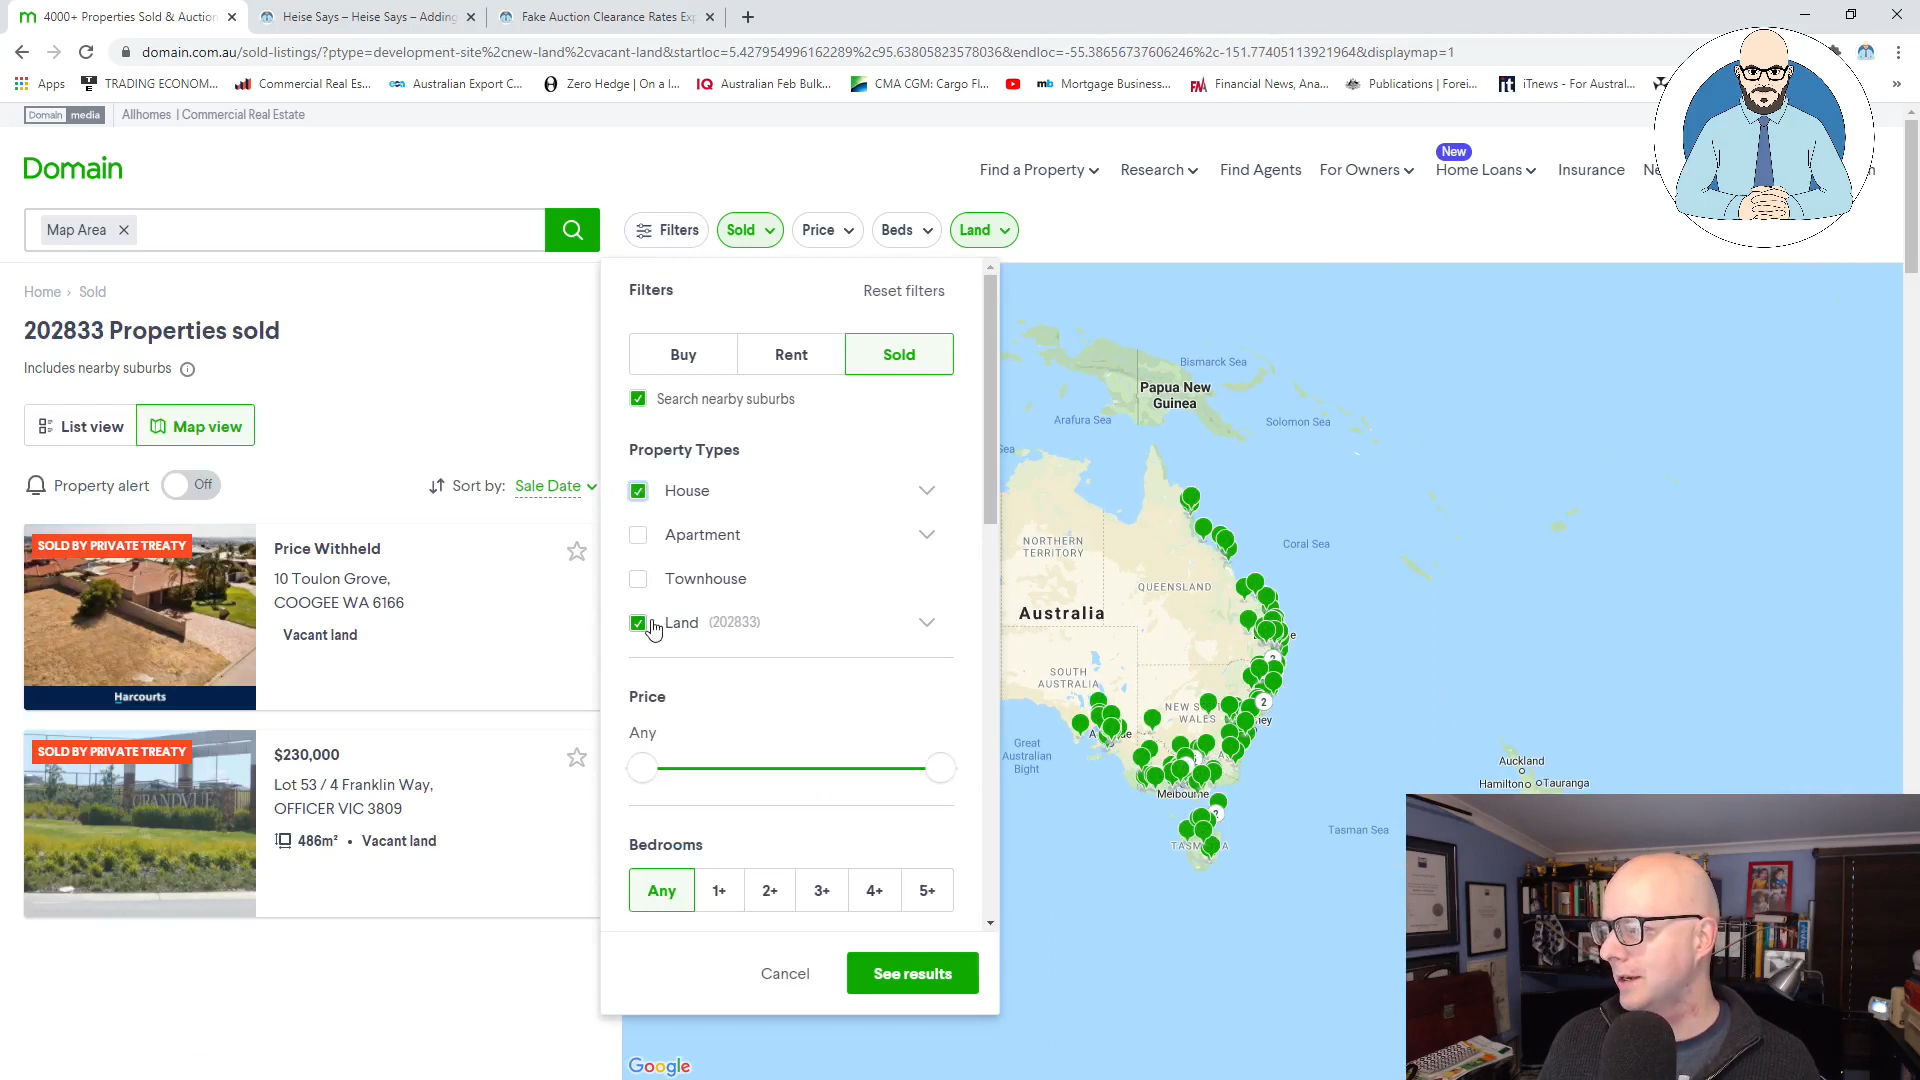 4000+ Properties Sold & Auction
Heise Says – Heise Says – Adding
Fake Auction Clearance Rates Ex
domain.com.au/sold-listings/?ptype=development-site%2cnew-land%2cvacant-land&startloc=5.427954996162289%2c95.63805823578036&endloc=-55.38656737606246%2c-151.77405113921964&displaymap=1
Apps
TRADING ECONOM...
Commercial Real Es...
Australian Export C...
Zero Hedge | On a l...
Australian Feb Bulk...
CMA CGM: Cargo Fl...
Mortgage Business...
Financial News, Ana...
Publications | Forei...
iTnews - For Austral...
Domain media
Allhomes | Commercial Real Estate
Domain
Find a Property
Research
Find Agents
For Owners
New
Home Loans
Insurance
Map Area
Filters
Sold
Price
Beds
Land
Home › Sold
202833 Properties sold
Includes nearby suburbs
List view
Map view
Property alert
Off
Sort by: Sale Date
SOLD BY PRIVATE TREATY
Price Withheld
10 Toulon Grove,
COOGEE WA 6166
Vacant land
Harcourts
SOLD BY PRIVATE TREATY
$230,000
Lot 53 / 4 Franklin Way,
OFFICER VIC 3809
486m² • Vacant land
GRANDVUE
Filters
Reset filters
Buy
Rent
Sold
Search nearby suburbs
Property Types
House
Apartment
Townhouse
Land (202833)
Price
Any
Bedrooms
Any
1+
2+
3+
4+
5+
Cancel
See results
Bismarck Sea
Papua New
Guinea
Arafura Sea
Solomon Sea
Coral Sea
NORTHERN
TERRITORY
QUEENSLAND
Australia
SOUTH
AUSTRALIA
2
NEW S
WALES
Great
Australian
Bight
Melbourne
TASM
Tasman Sea
Auckland
Hamilton
Tauranga
Google